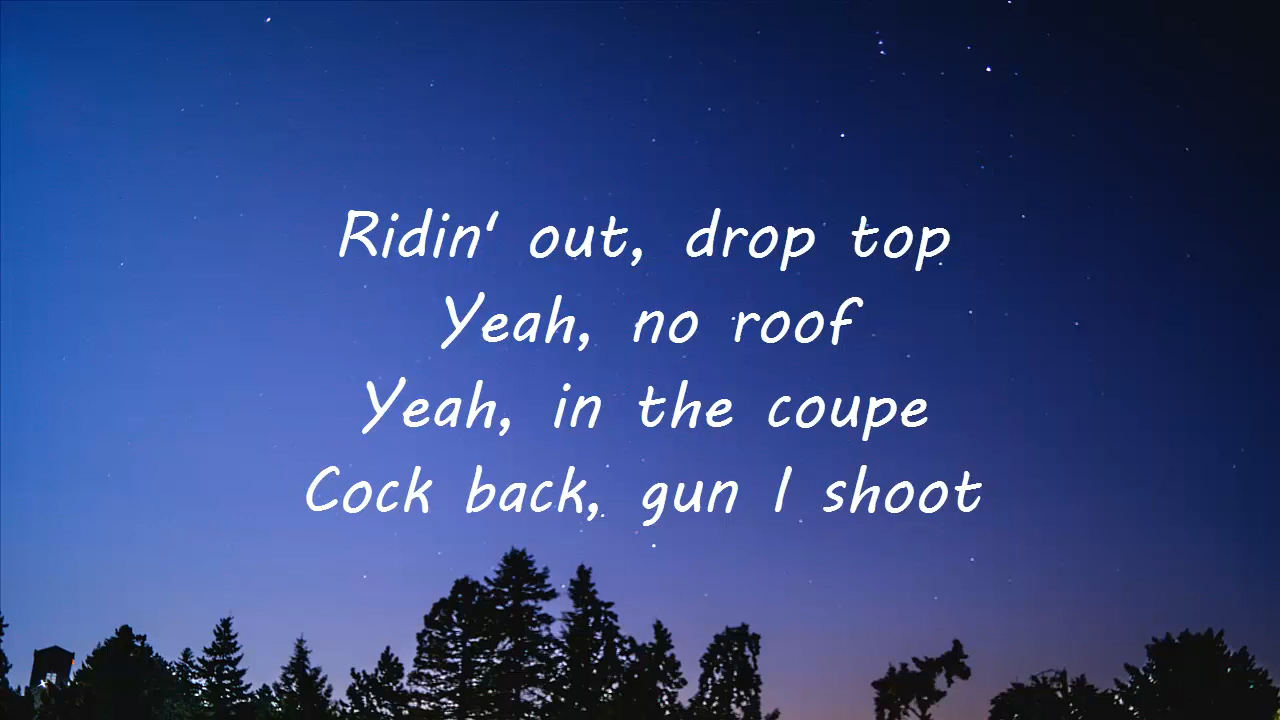 Ridin' out, drop top
Yeah, no roof
Yeah, in the coupe
Cock back, gun I shoot